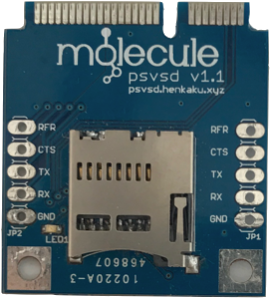 molecule
psvsd v1.1
psvsd.henkaku.xyz
RFR
CTS
TX
RX
GND
JP2
LED1
RFR
CTS
TX
RX
GND
JP1
468607
10220A-3